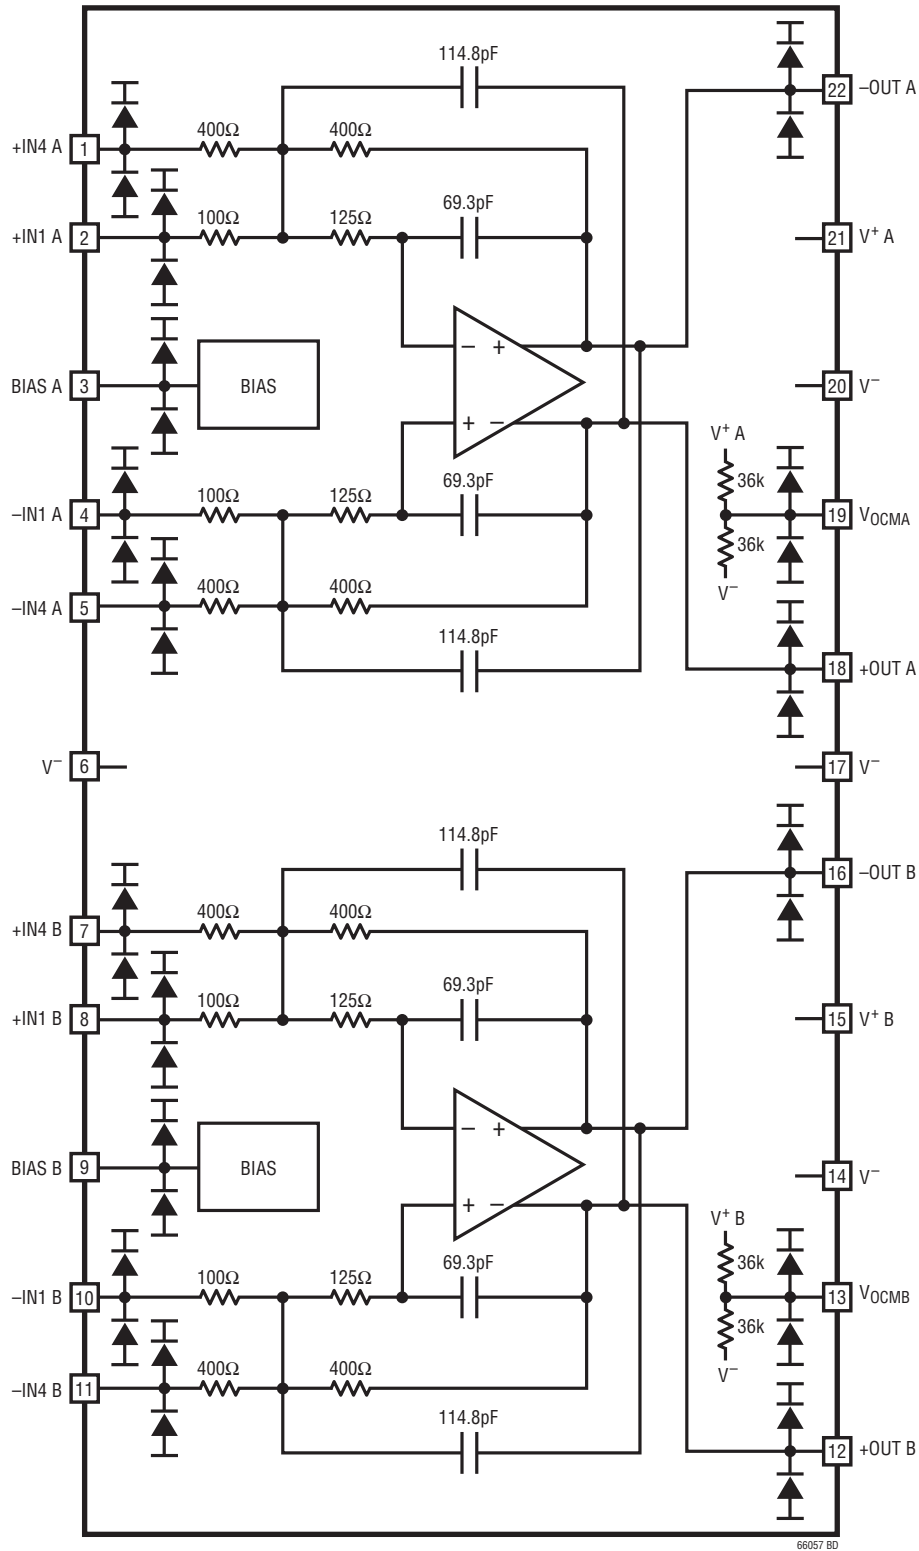 114.8pF
22 –OUT A
400Ω 400Ω
+IN4 A 1
69.3pF
100Ω 125Ω
+IN1 A 2
21 V+ A
– +
BIAS A 3 BIAS
20 V–
+ –
V+ A
69.3pF
36k
100Ω 125Ω
–IN1 A 4
19 VOCMA
36k
V–
400Ω 400Ω
–IN4 A 5
114.8pF
18 +OUT A
V– 6
17 V–
114.8pF
16 –OUT B
400Ω 400Ω
+IN4 B 7
69.3pF
100Ω 125Ω
+IN1 B 8
15 V+ B
– +
BIAS B 9 BIAS
14 V–
+ –
V+ B
69.3pF
36k
100Ω 125Ω
–IN1 B 10
13 VOCMB
36k
V–
400Ω 400Ω
–IN4 B 11
114.8pF
12 +OUT B
66057 BD